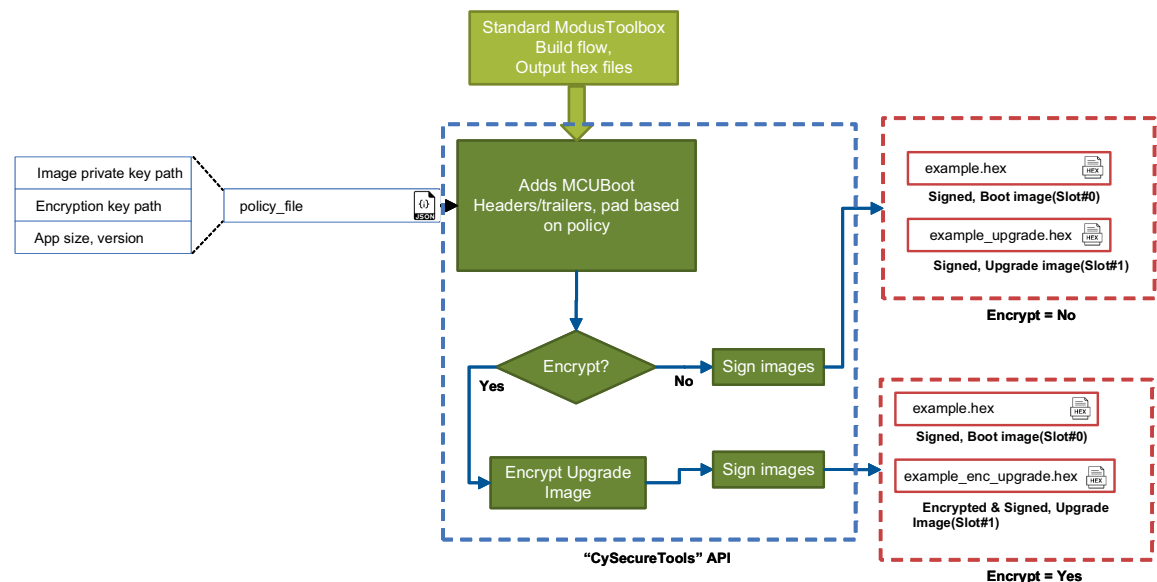 Standard ModusToolbox
Build flow,
Output hex files
Image private key path
Encryption key path
App size, version
policy_file
{i}
JSON
Adds MCUBoot
Headers/trailers, pad based
on policy
Encrypt?
Yes
No
Sign images
Encrypt Upgrade
Image
Sign images
“CySecureTools” API
example.hex
HEX
Signed, Boot image(Slot#0)
example_upgrade.hex
HEX
Signed, Upgrade image(Slot#1)
Encrypt = No
example.hex
HEX
Signed, Boot image(Slot#0)
example_enc_upgrade.hex
HEX
Encrypted & Signed, Upgrade
Image(Slot#1)
Encrypt = Yes